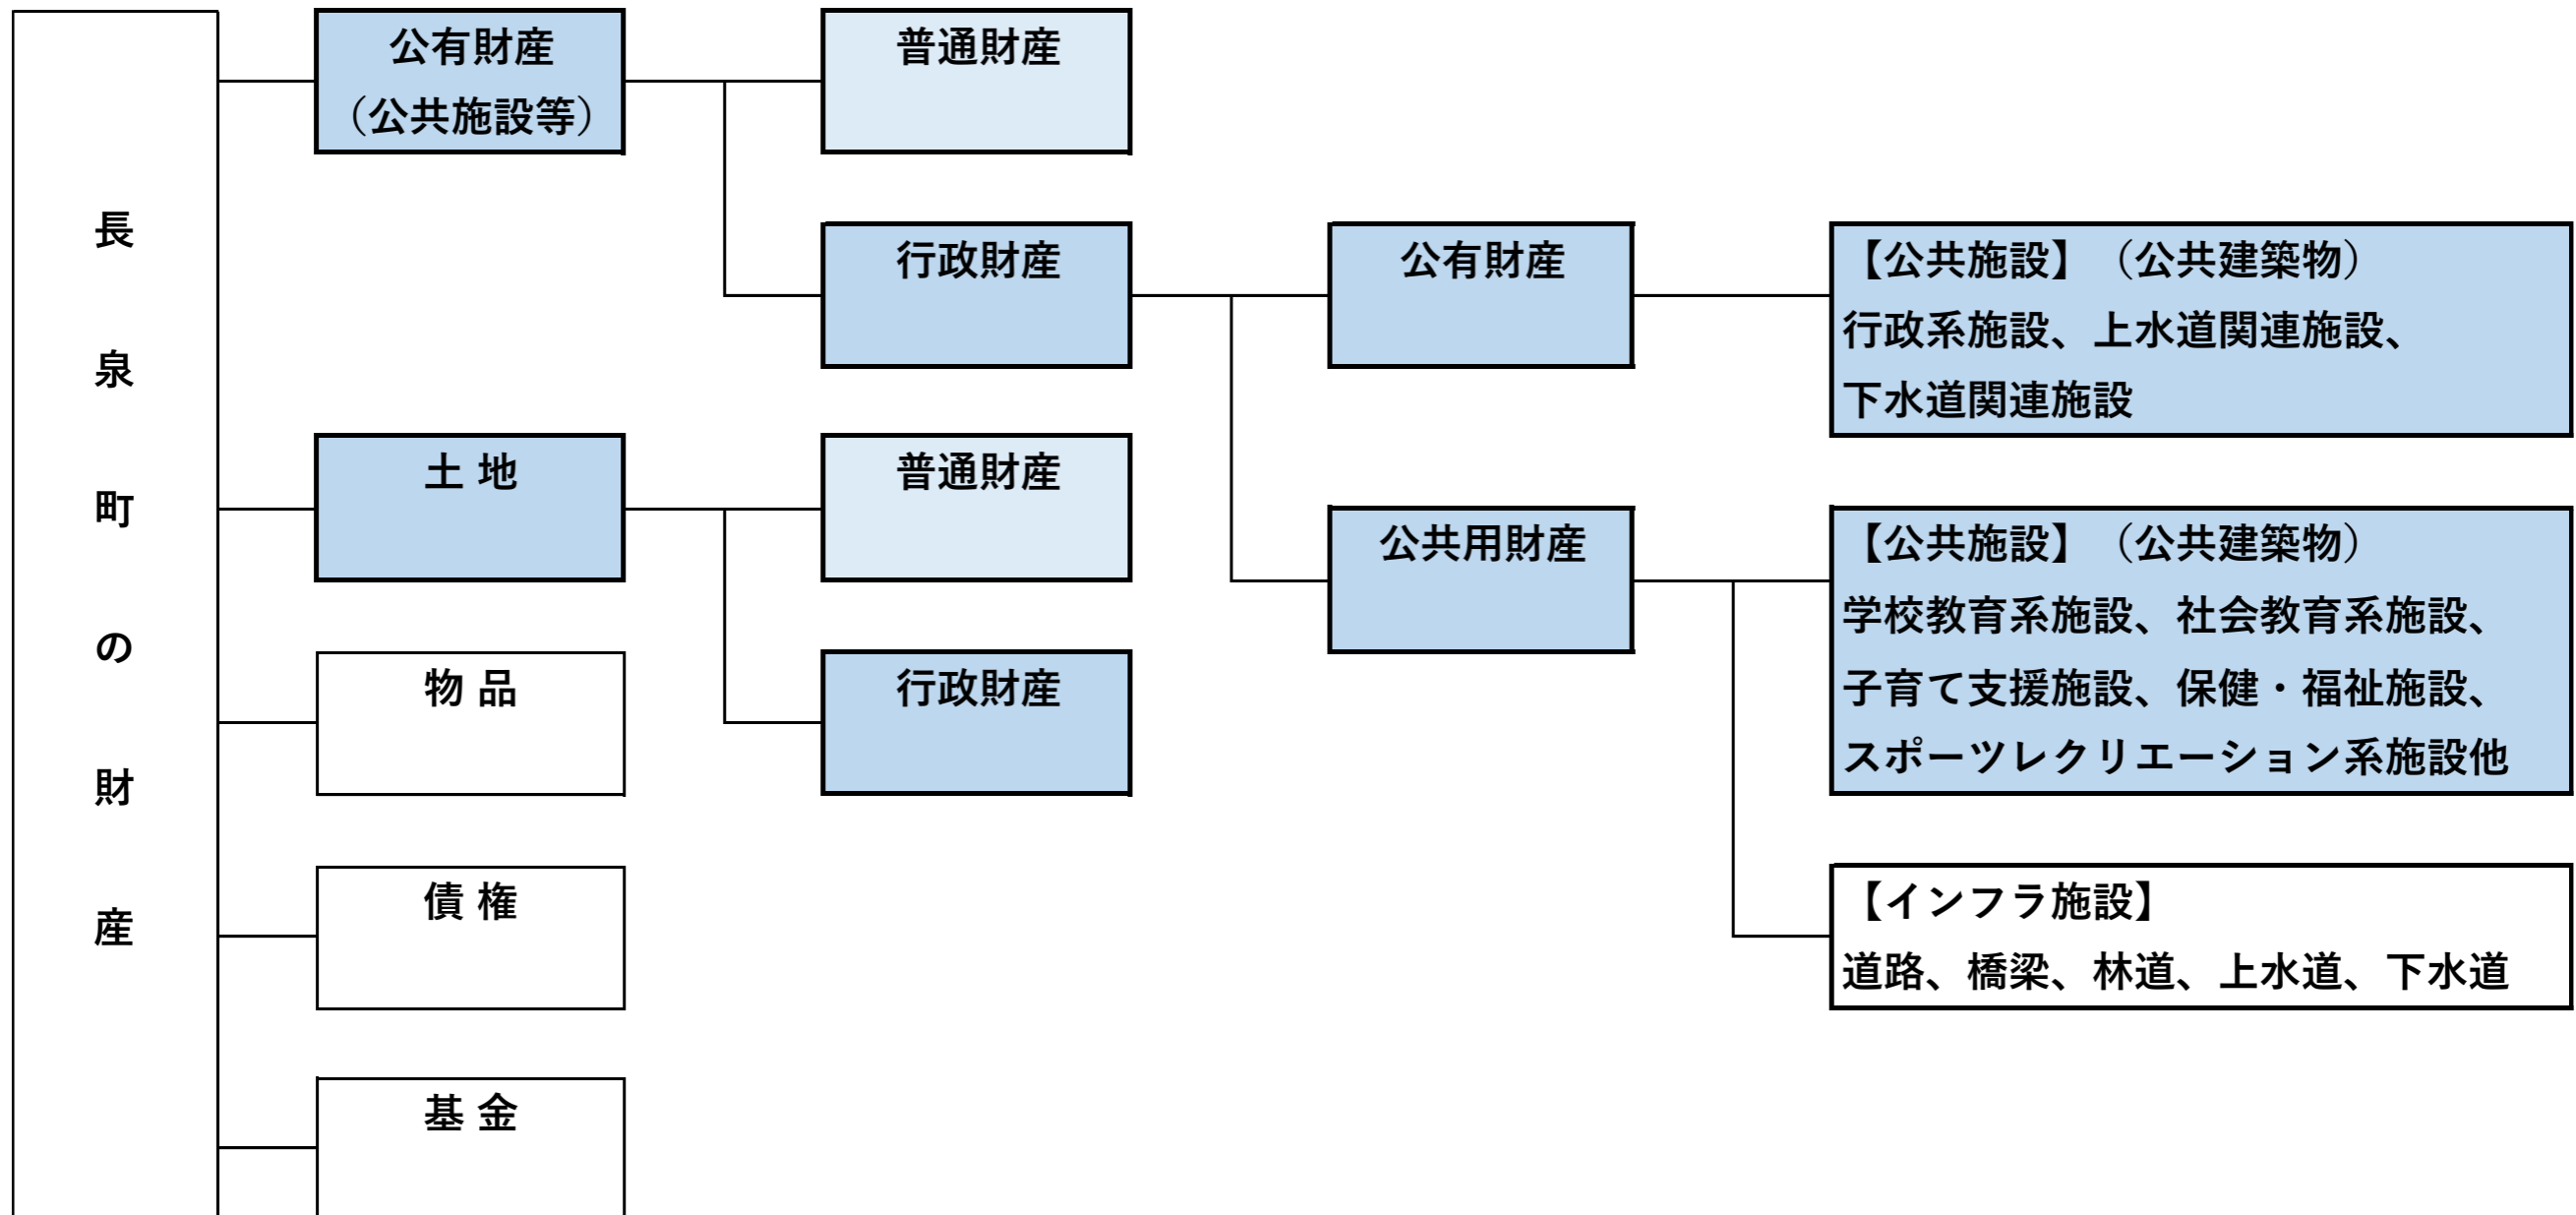 長泉町の財産
公有財産
（公共施設等）
普通財産
行政財産
公有財産
【公共施設】（公共建築物）
行政系施設、上水道関連施設、
下水道関連施設
土 地
普通財産
公共用財産
【公共施設】（公共建築物）
学校教育系施設、社会教育系施設、
子育て支援施設、保健・福祉施設、
スポーツレクリエーション系施設他
物 品
行政財産
債 権
【インフラ施設】
道路、橋梁、林道、上水道、下水道
基 金